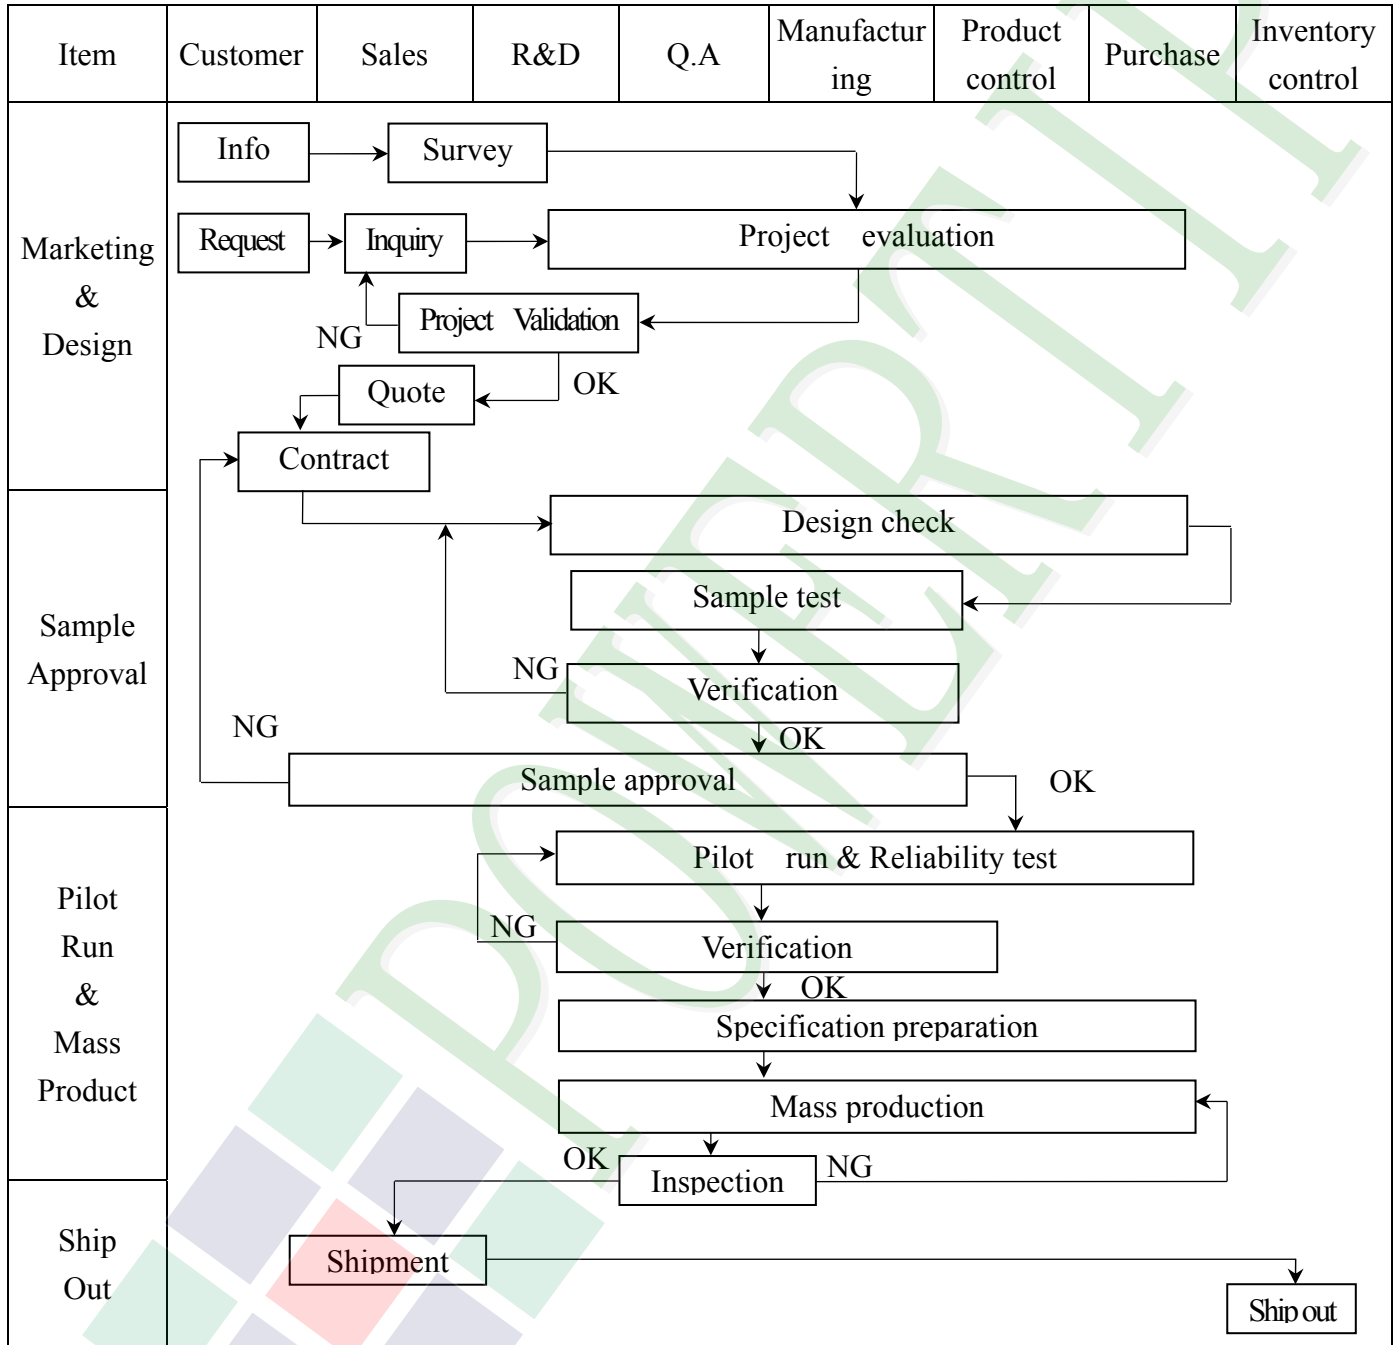 Item
Customer
Sales
R&D
Q.A
Manufactur
ing
Product
control
Purchase
Inventory
control
Marketing
&
Design
Info
Survey
Request
Inquiry
Project evaluation
NG
Project Validation
Quote
OK
Contract
Sample
Approval
Design check
Sample test
NG
Verification
NG
OK
Sample approval
OK
Pilot
Run
&
Mass
Product
Pilot run & Reliability test
NG
Verification
OK
Specification preparation
Mass production
OK
Inspection
NG
Ship
Out
Shipment
Ship out
POWERTIP